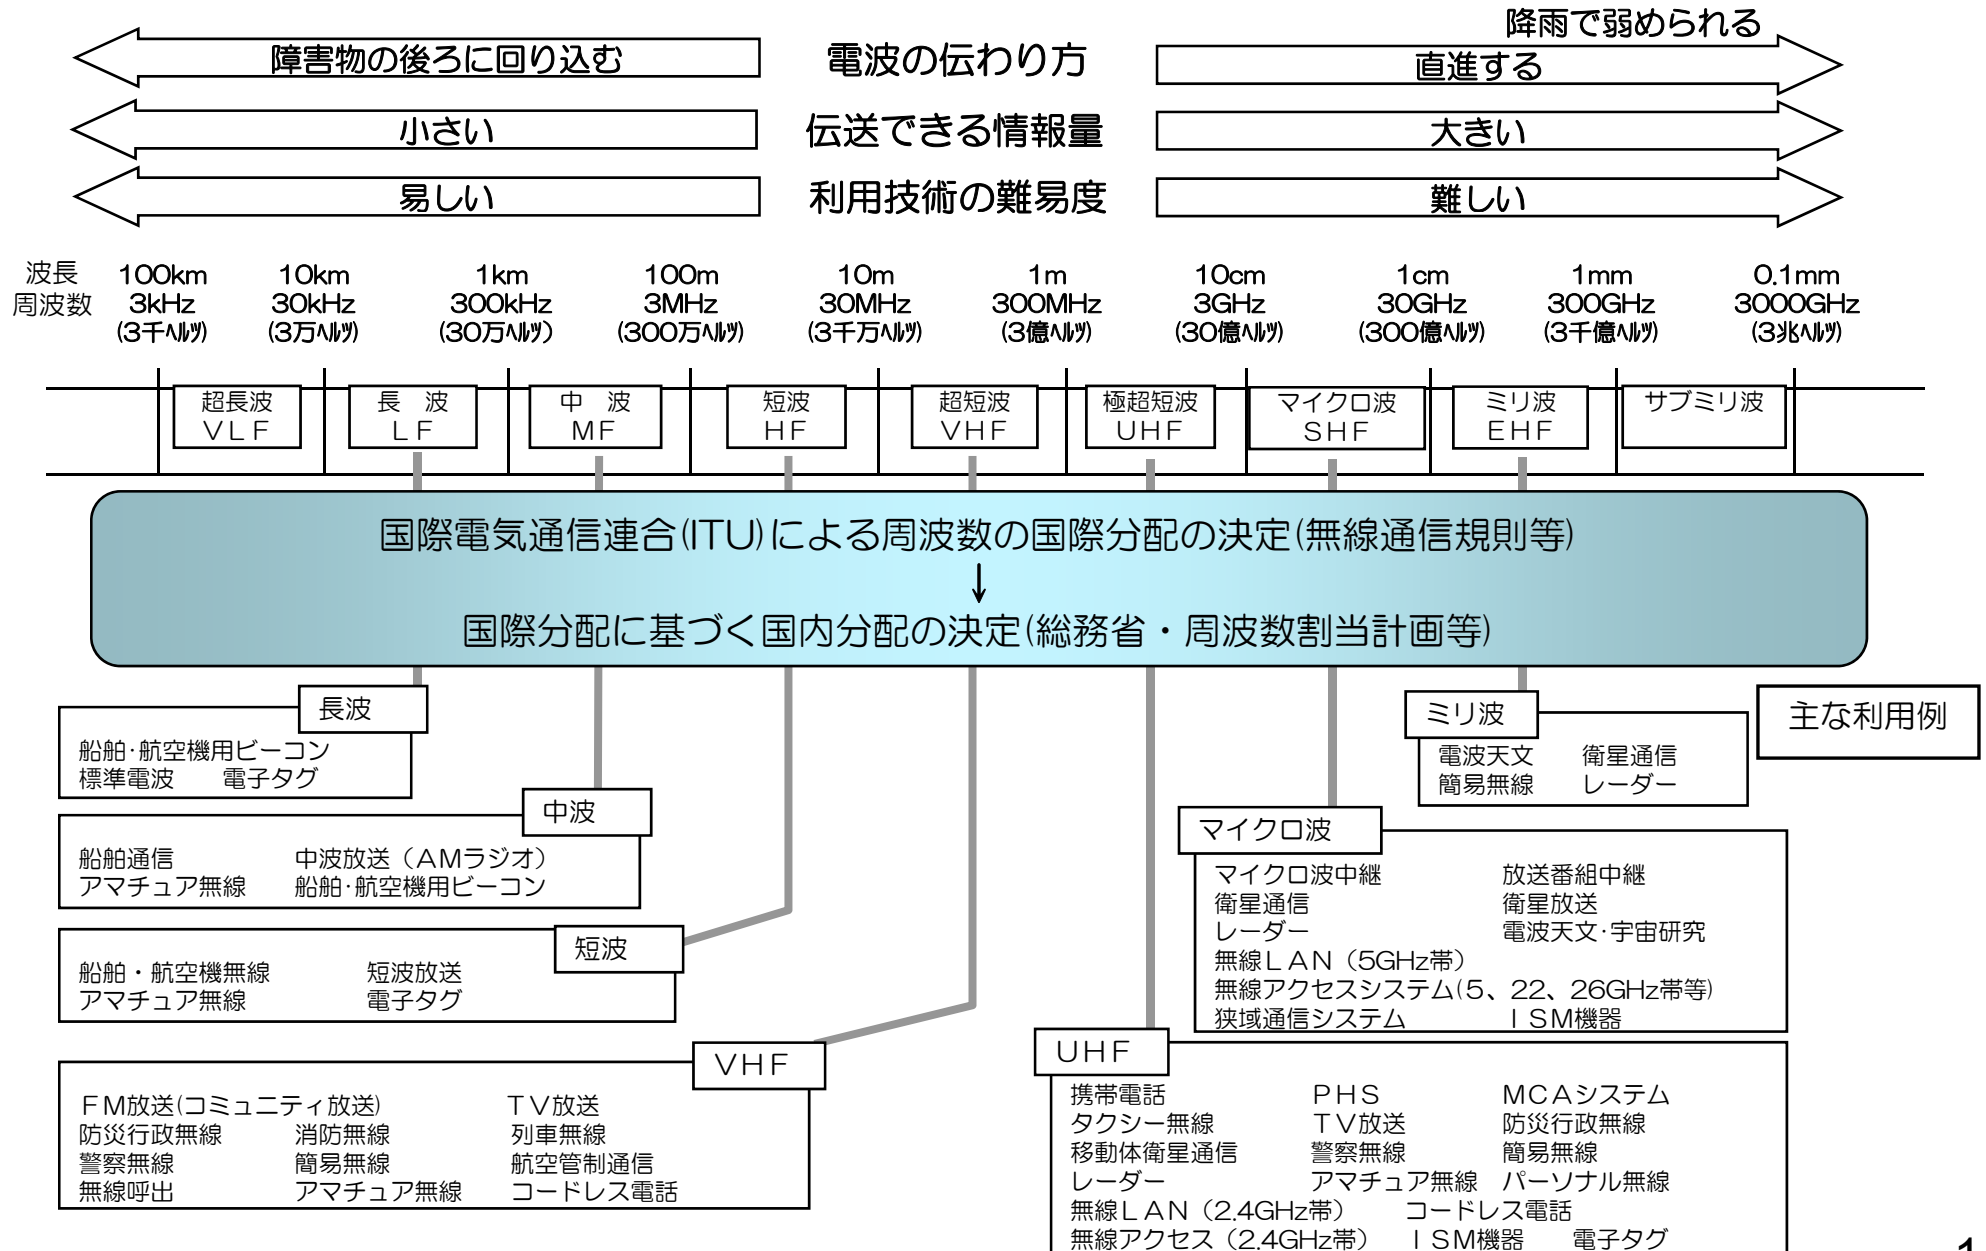 降雨で弱められる
障害物の後ろに回り込む 電波の伝わり方 直進する
小さい 伝送できる情報量 大きい
易しい 利用技術の難易度 難しい
波長 100km 10km 1km 100m 10m 1m 10cm 1cm 1mm 0.1mm
周波数 3kHz 30kHz 300kHz 3MHz 30MHz 300MHz 3GHz 30GHz 300GHz 3000GHz
(3千ヘルツ) (3万ヘルツ) (30万ヘルツ) (300万ヘルツ) (3千万ヘルツ) (3億ヘルツ) (30億ヘルツ) (300億ヘルツ) (3千億ヘルツ) (3兆ヘルツ)
超長波 長 波 中 波 短波 超短波 極超短波 マイクロ波 ミリ波 サブミリ波
VLF LF MF HF VHF UHF SHF EHF
国際電気通信連合(ITU)による周波数の国際分配の決定(無線通信規則等)
↓
国際分配に基づく国内分配の決定(総務省・周波数割当計画等)
主な利用例
長波
船舶・航空機用ビーコン
標準電波 電子タグ
中波
船舶通信 中波放送（AMラジオ）
アマチュア無線 船舶・航空機用ビーコン
短波
船舶・航空機無線 短波放送
アマチュア無線 電子タグ
VHF
FM放送(コミュニティ放送) TV放送
防災行政無線 消防無線 列車無線
警察無線 簡易無線 航空管制通信
無線呼出 アマチュア無線 コードレス電話
ミリ波
電波天文 衛星通信
簡易無線 レーダー
マイクロ波
マイクロ波中継 放送番組中継
衛星通信 衛星放送
レーダー 電波天文・宇宙研究
無線LAN（5GHz帯）
無線アクセスシステム(5、22、26GHz帯等)
狭域通信システム ISM機器
UHF
携帯電話 PHS MCAシステム
タクシー無線 TV放送 防災行政無線
移動体衛星通信 警察無線 簡易無線
レーダー アマチュア無線 パーソナル無線
無線LAN（2.4GHz帯） コードレス電話
無線アクセス（2.4GHz帯） ISM機器 電子タグ
1